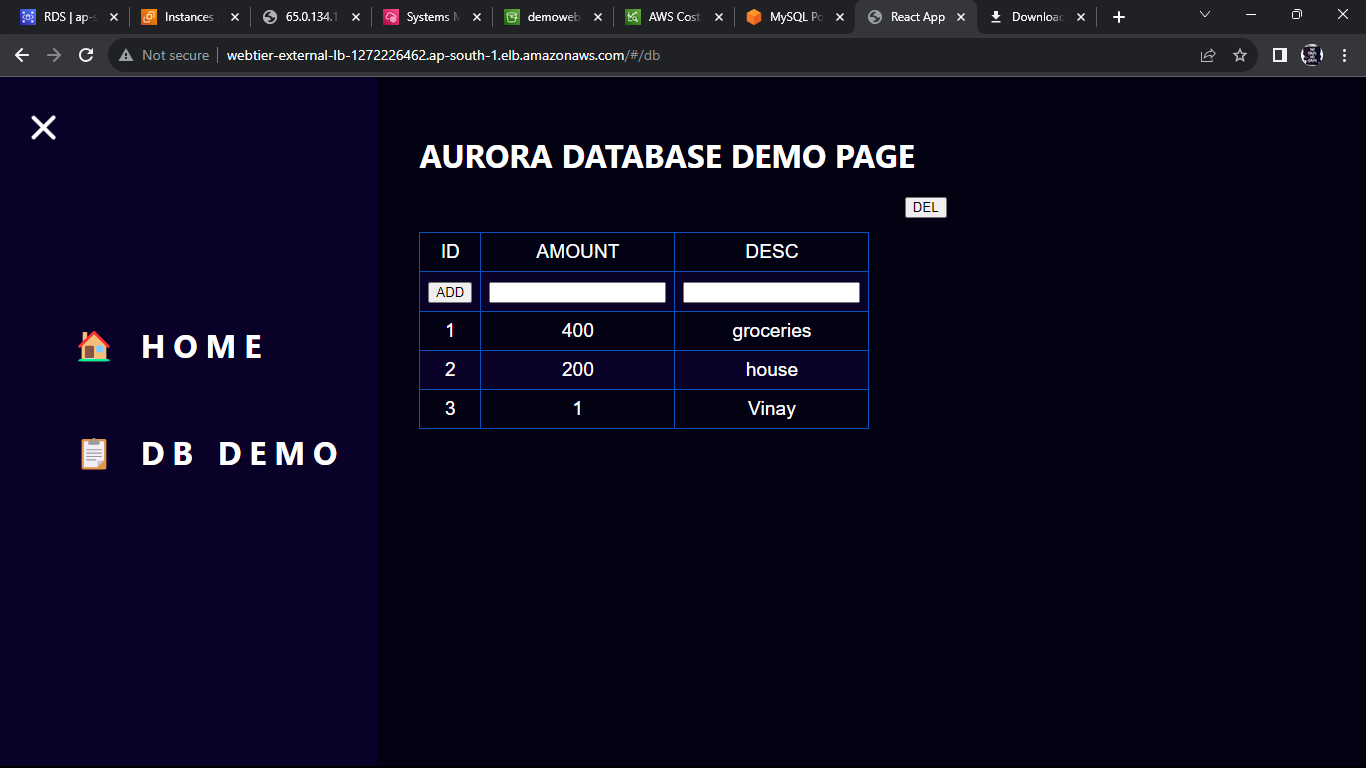 RDS | ap-s
Instances
65.0.134.1
Systems M
demoweb
AWS Cost
MySQL Po
React App
Downloac
Not secure
webtier-external-lb-1272226462.ap-south-1.elb.amazonaws.com/#/db
AURORA DATABASE DEMO PAGE
DEL
ID AMOUNT DESC
ADD
1 400 groceries
2 200 house
3 1 Vinay
HOME
DB DEMO